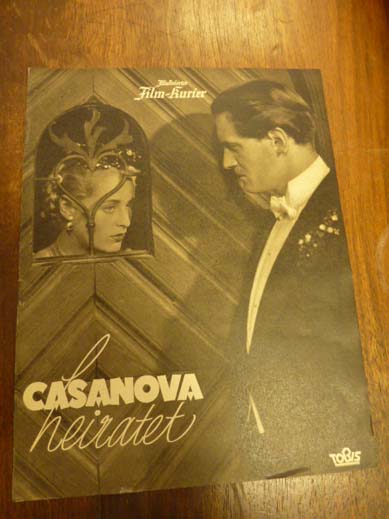 Illustrierter
Film-Kurier
CASANOVA
heiratet
TOBIS